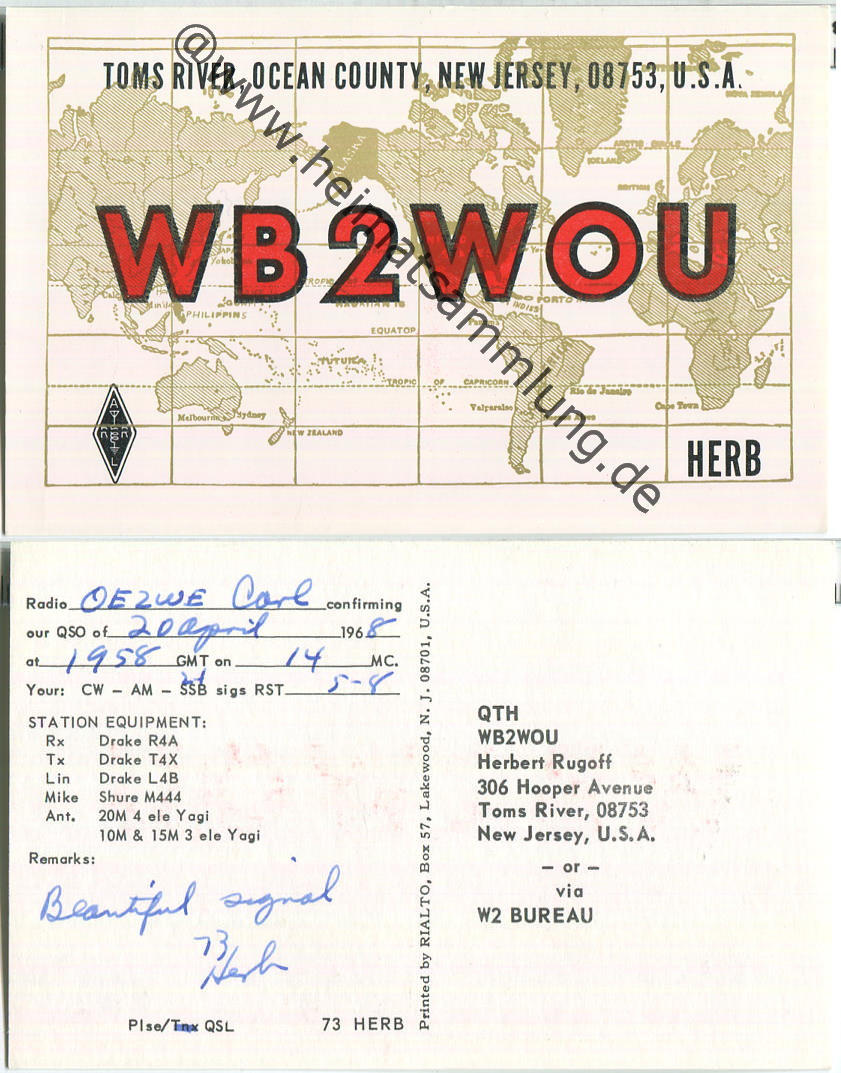 TOMS RIVER, OCEAN COUNTY, NEW JERSEY, 08753, U.S.A.
@www.heimatsammlung.de
ALASKA
ARCTIC CIRCLE
ICELAND
BRITISH
WB2WOU
PHILIPPINS
EQUATOR
TUTUILA
TROPIC OF CAPRICORN
Rio de Janeiro
Valparaiso
Cape Town
Melbourne
Sydney
NEW ZEALAND
A
R R
L
HERB
Radio OE2WE Carl confirming
our QSO of 20 April 1968
at 1958 GMT on 14 MC.
Your: CW - AM - SSB sigs RST 5-8
STATION EQUIPMENT:
Rx Drake R4A
Tx Drake T4X
Lin Drake L4B
Mike Shure M444
Ant. 20M 4 ele Yagi
10M & 15M 3 ele Yagi
Remarks:
Beautiful signal
73
Herb
Plse/Tnx QSL 73 HERB
Printed by RIALTO, Box 57, Lakewood, N. J. 08701, U.S.A.
QTH
WB2WOU
Herbert Rugoff
306 Hooper Avenue
Toms River, 08753
New Jersey, U.S.A.
- or -
via
W2 BUREAU